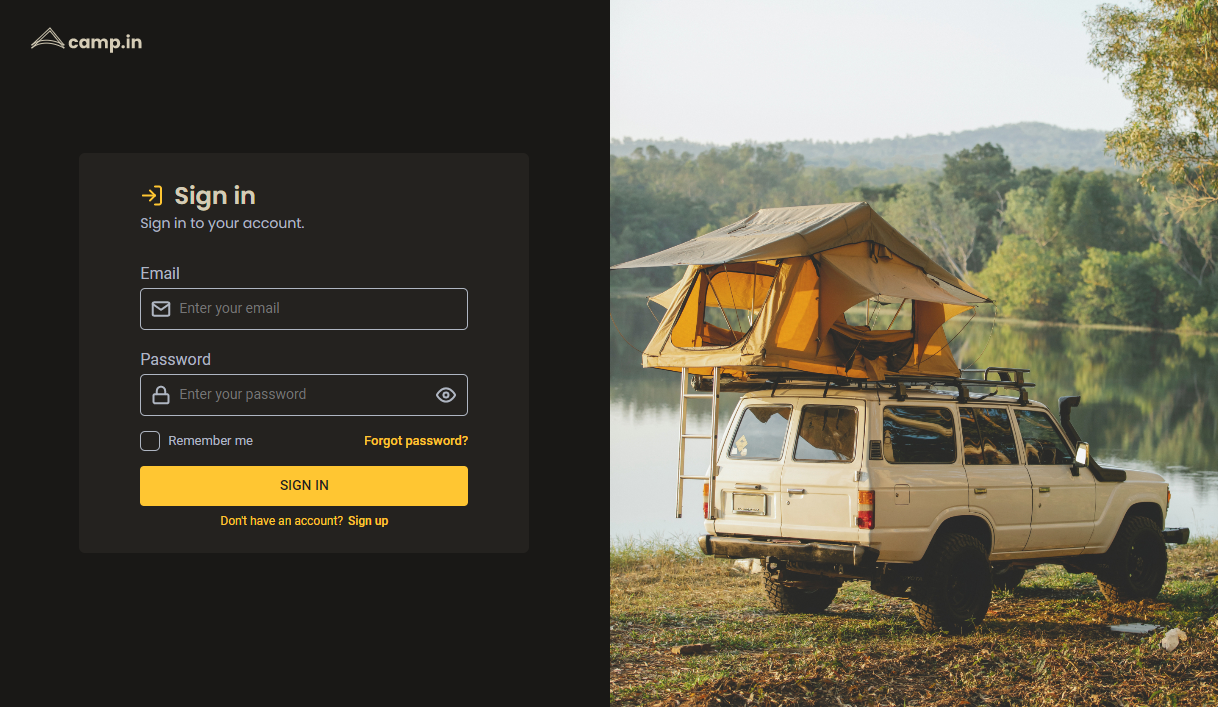 camp.in
Sign in
Sign in to your account.
Email
Enter your email
Password
Enter your password
Remember me
Forgot password?
SIGN IN
Don't have an account? Sign up